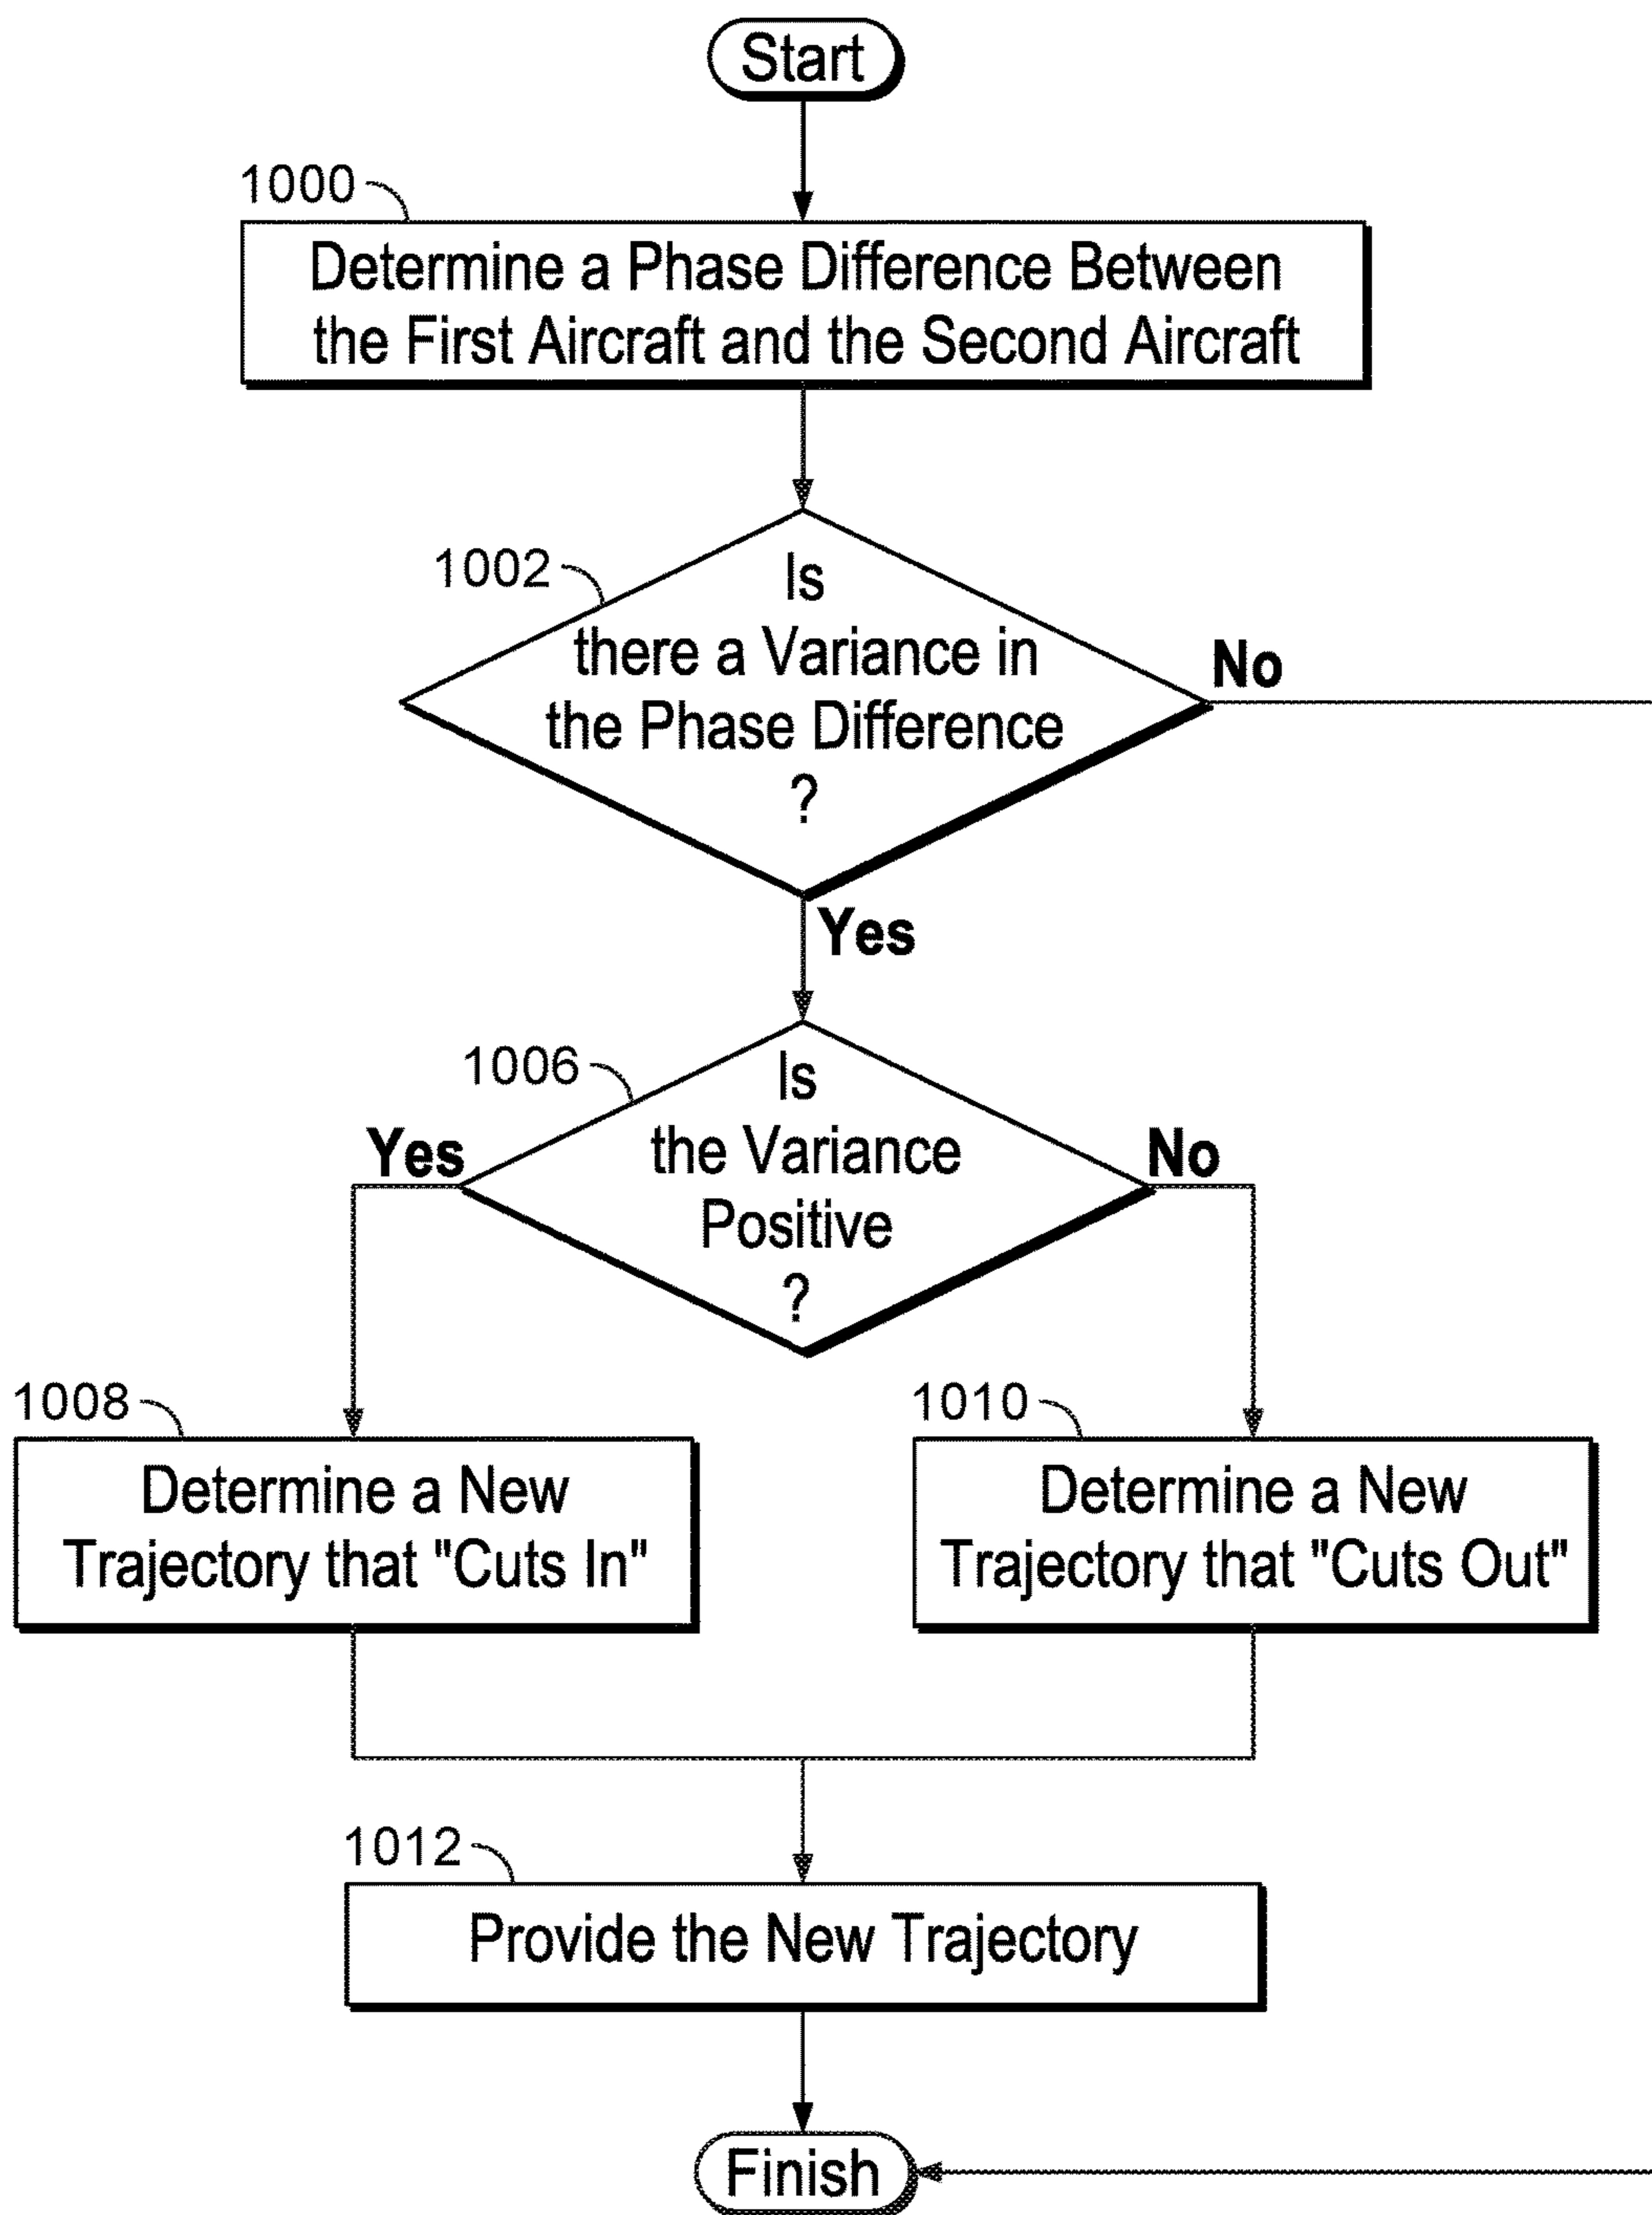 Start
1000
Determine a Phase Difference Between
the First Aircraft and the Second Aircraft
1002
Is
there a Variance in
the Phase Difference
?
No
Yes
1006
Is
the Variance
Positive
?
Yes
No
1008
Determine a New
Trajectory that "Cuts In"
1010
Determine a New
Trajectory that "Cuts Out"
1012
Provide the New Trajectory
Finish